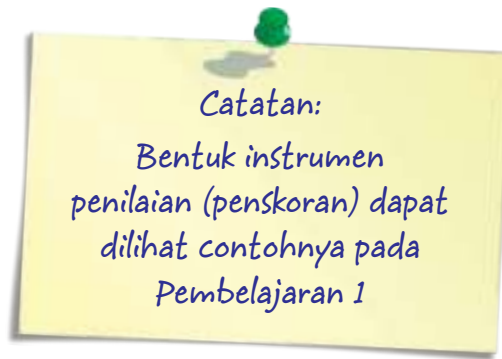 Catatan:
Bentuk instrumen
penilaian (penskoran) dapat
dilihat contohnya pada
Pembelajaran 1